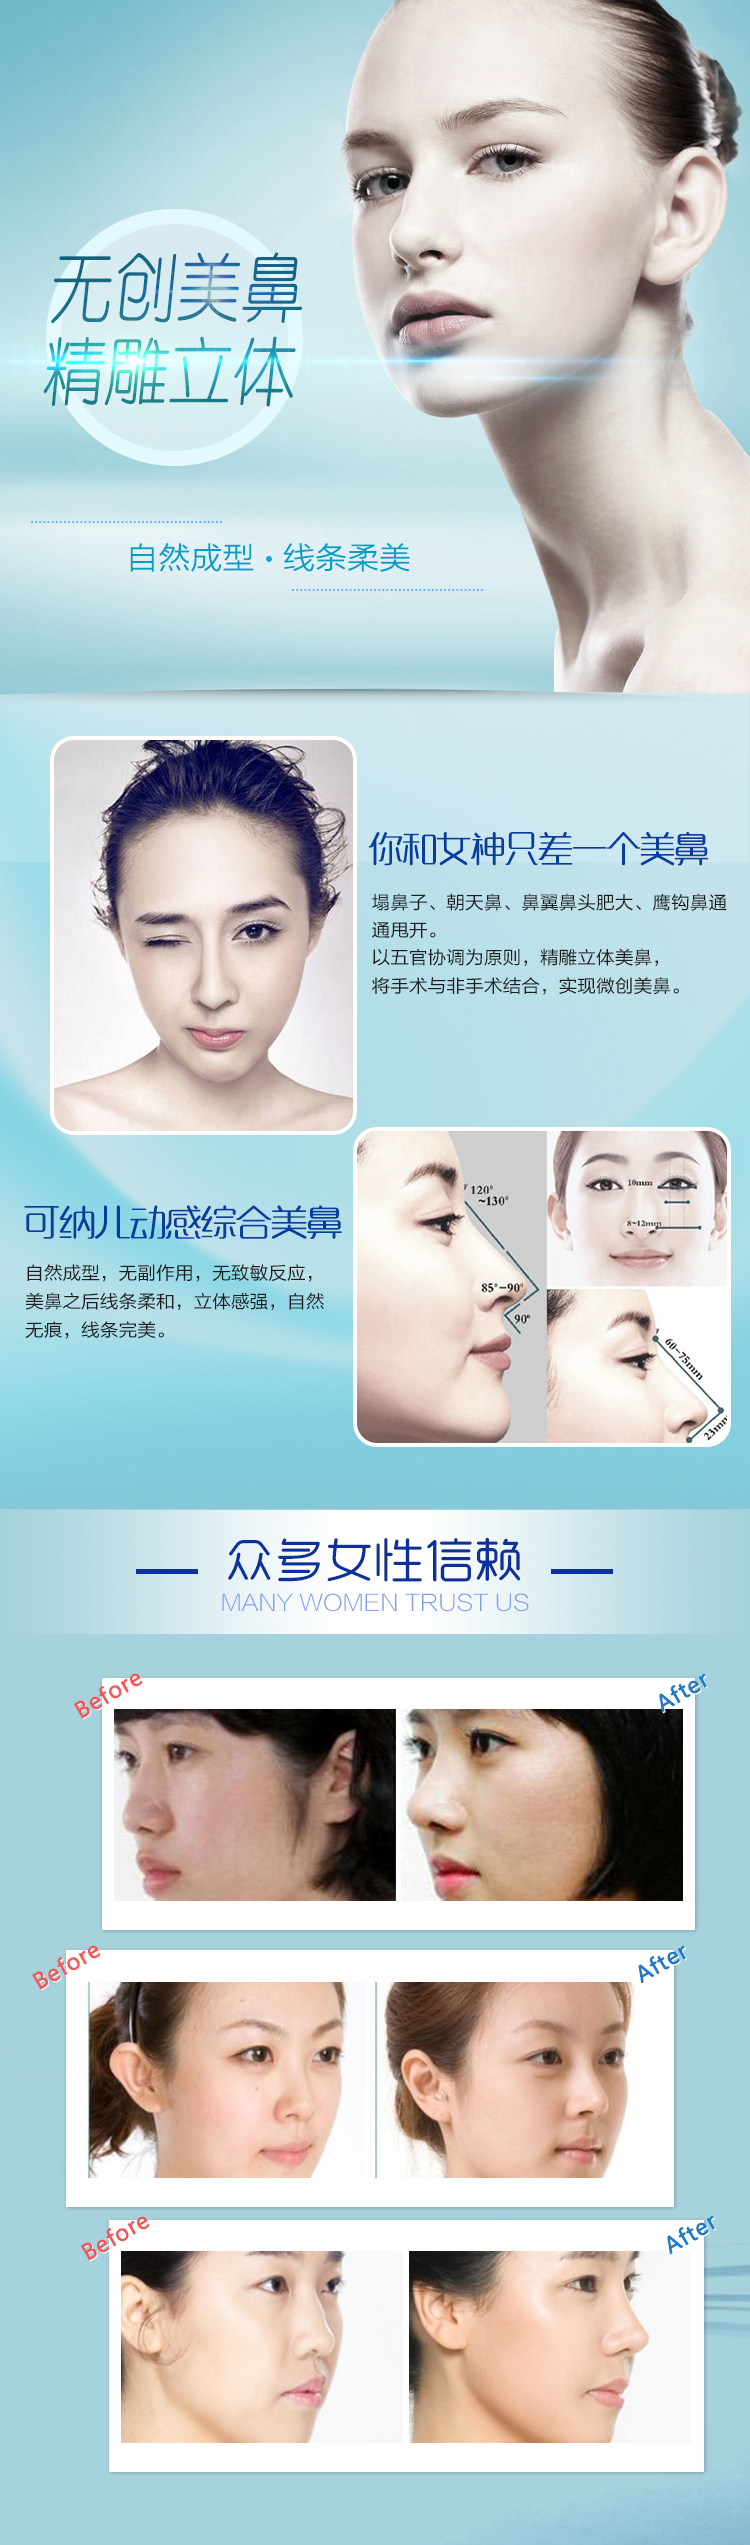 无创美鼻
精雕立体
自然成型·线条柔美
你和女神只差一个美鼻
塌鼻子、朝天鼻、鼻翼鼻头肥大、鹰钩鼻通
通甩开。
以五官协调为原则，精雕立体美鼻，
将手术与非手术结合，实现微创美鼻。
120°
~130°
85°-90°
90°
10mm
8~12mm
60-75mm
23mm
可纳儿动感综合美鼻
自然成型，无副作用，无致敏反应，
美鼻之后线条柔和，立体感强，自然
无痕，线条完美。
众多女性信赖
MANY WOMEN TRUST US
Before
After
Before
After
Before
After